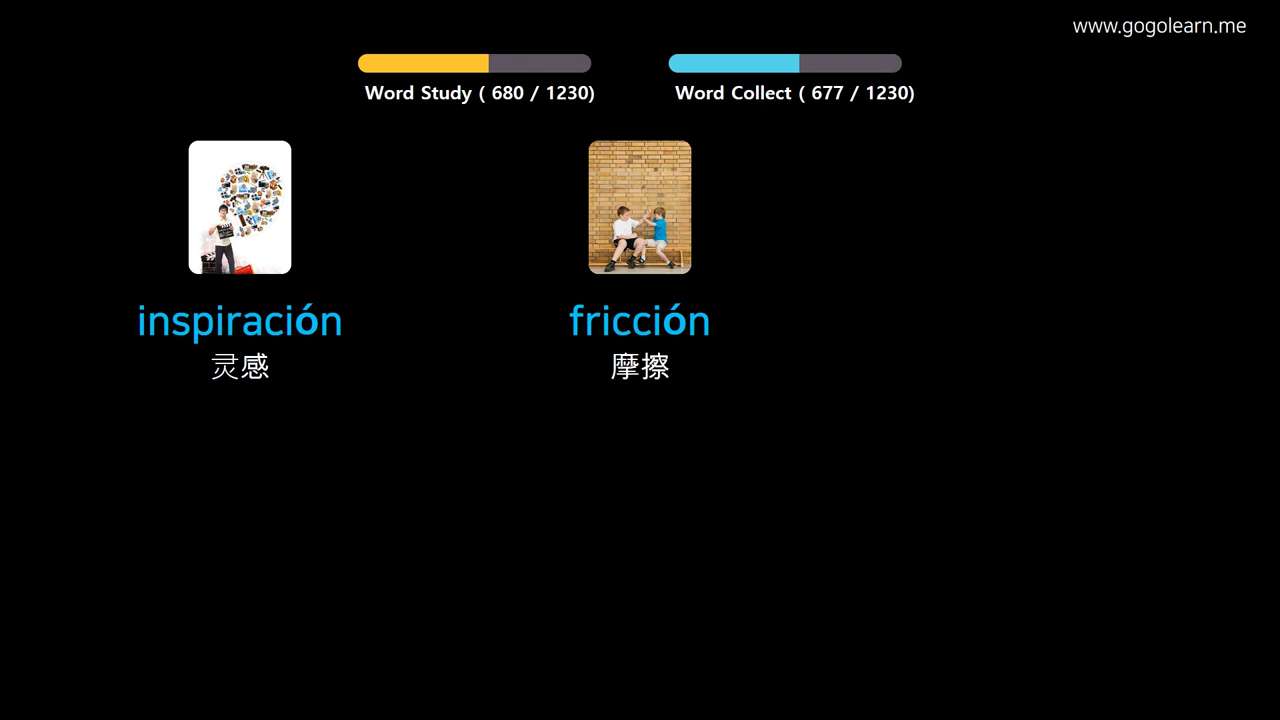 www.gogolearn.me
Word Study ( 680 / 1230)
Word Collect ( 677 / 1230)
inspiración
灵感
fricción
摩擦